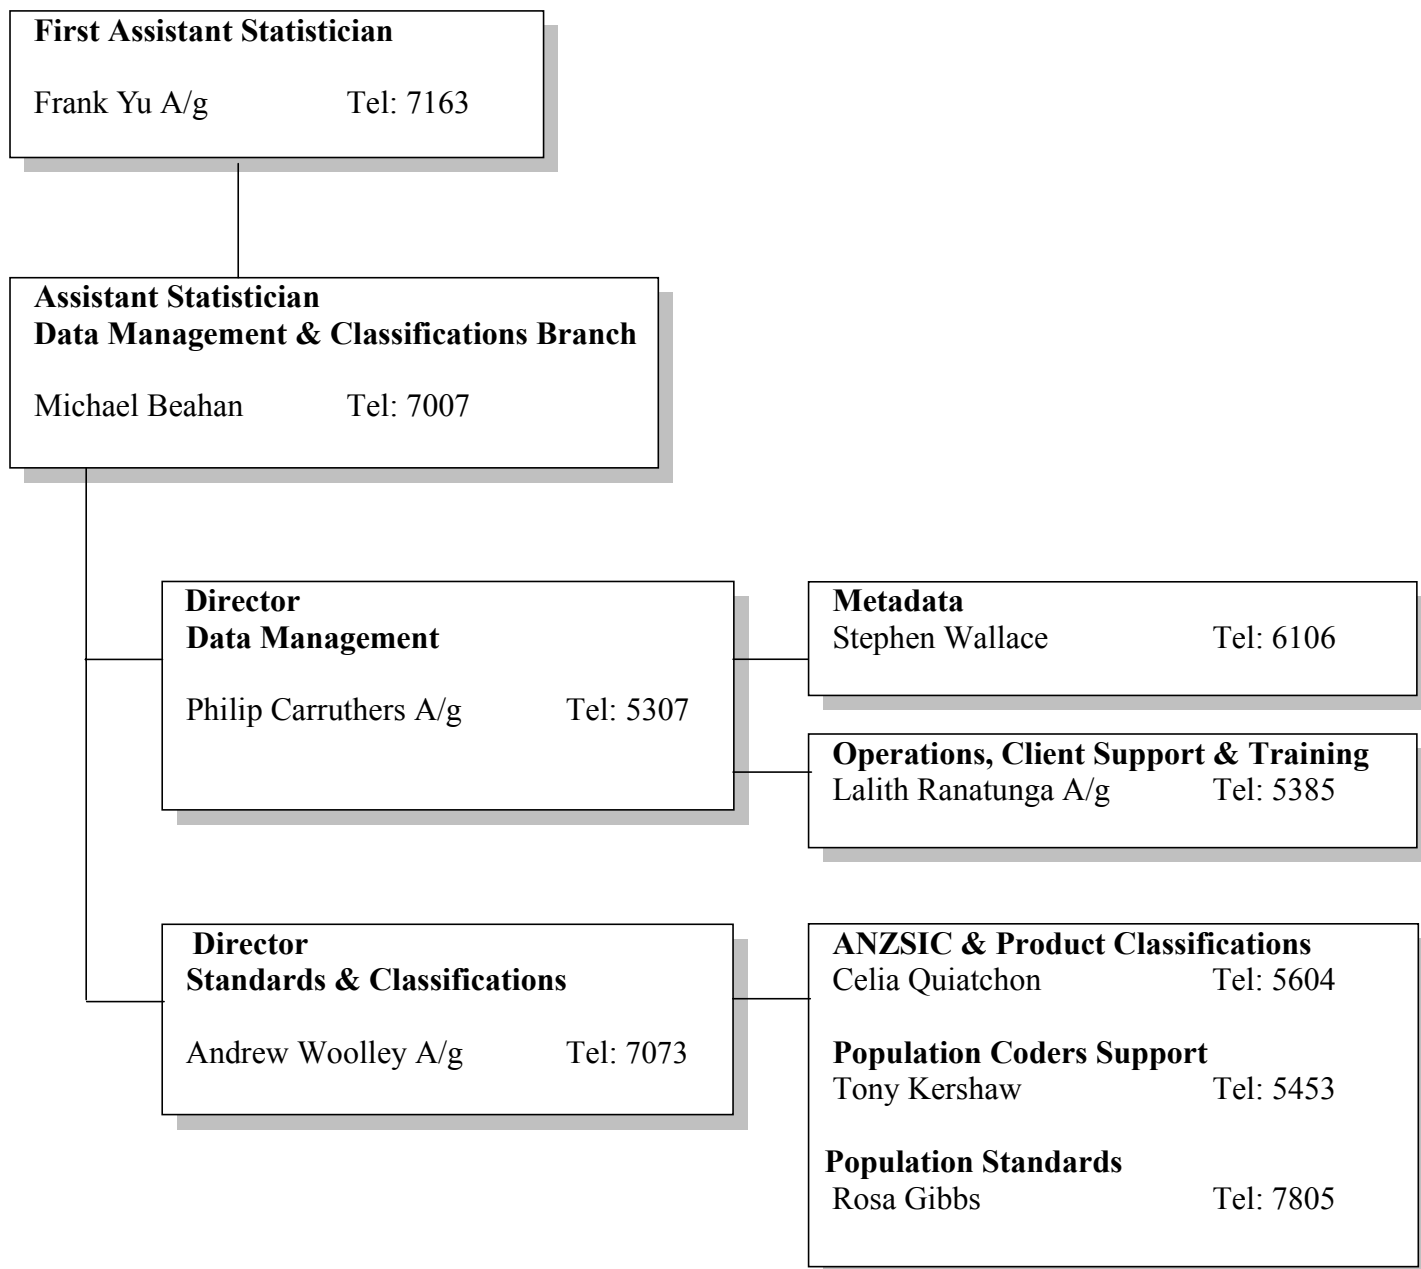 First Assistant Statistician
Frank Yu A/g Tel: 7163
Assistant Statistician
Data Management & Classifications Branch
Michael Beahan Tel: 7007
Director
Data Management
Philip Carruthers A/g Tel: 5307
Metadata
Stephen Wallace Tel: 6106
Operations, Client Support & Training
Lalith Ranatunga A/g Tel: 5385
Director
Standards & Classifications
Andrew Woolley A/g Tel: 7073
ANZSIC & Product Classifications
Celia Quiatchon Tel: 5604
Population Coders Support
Tony Kershaw Tel: 5453
Population Standards
Rosa Gibbs Tel: 7805